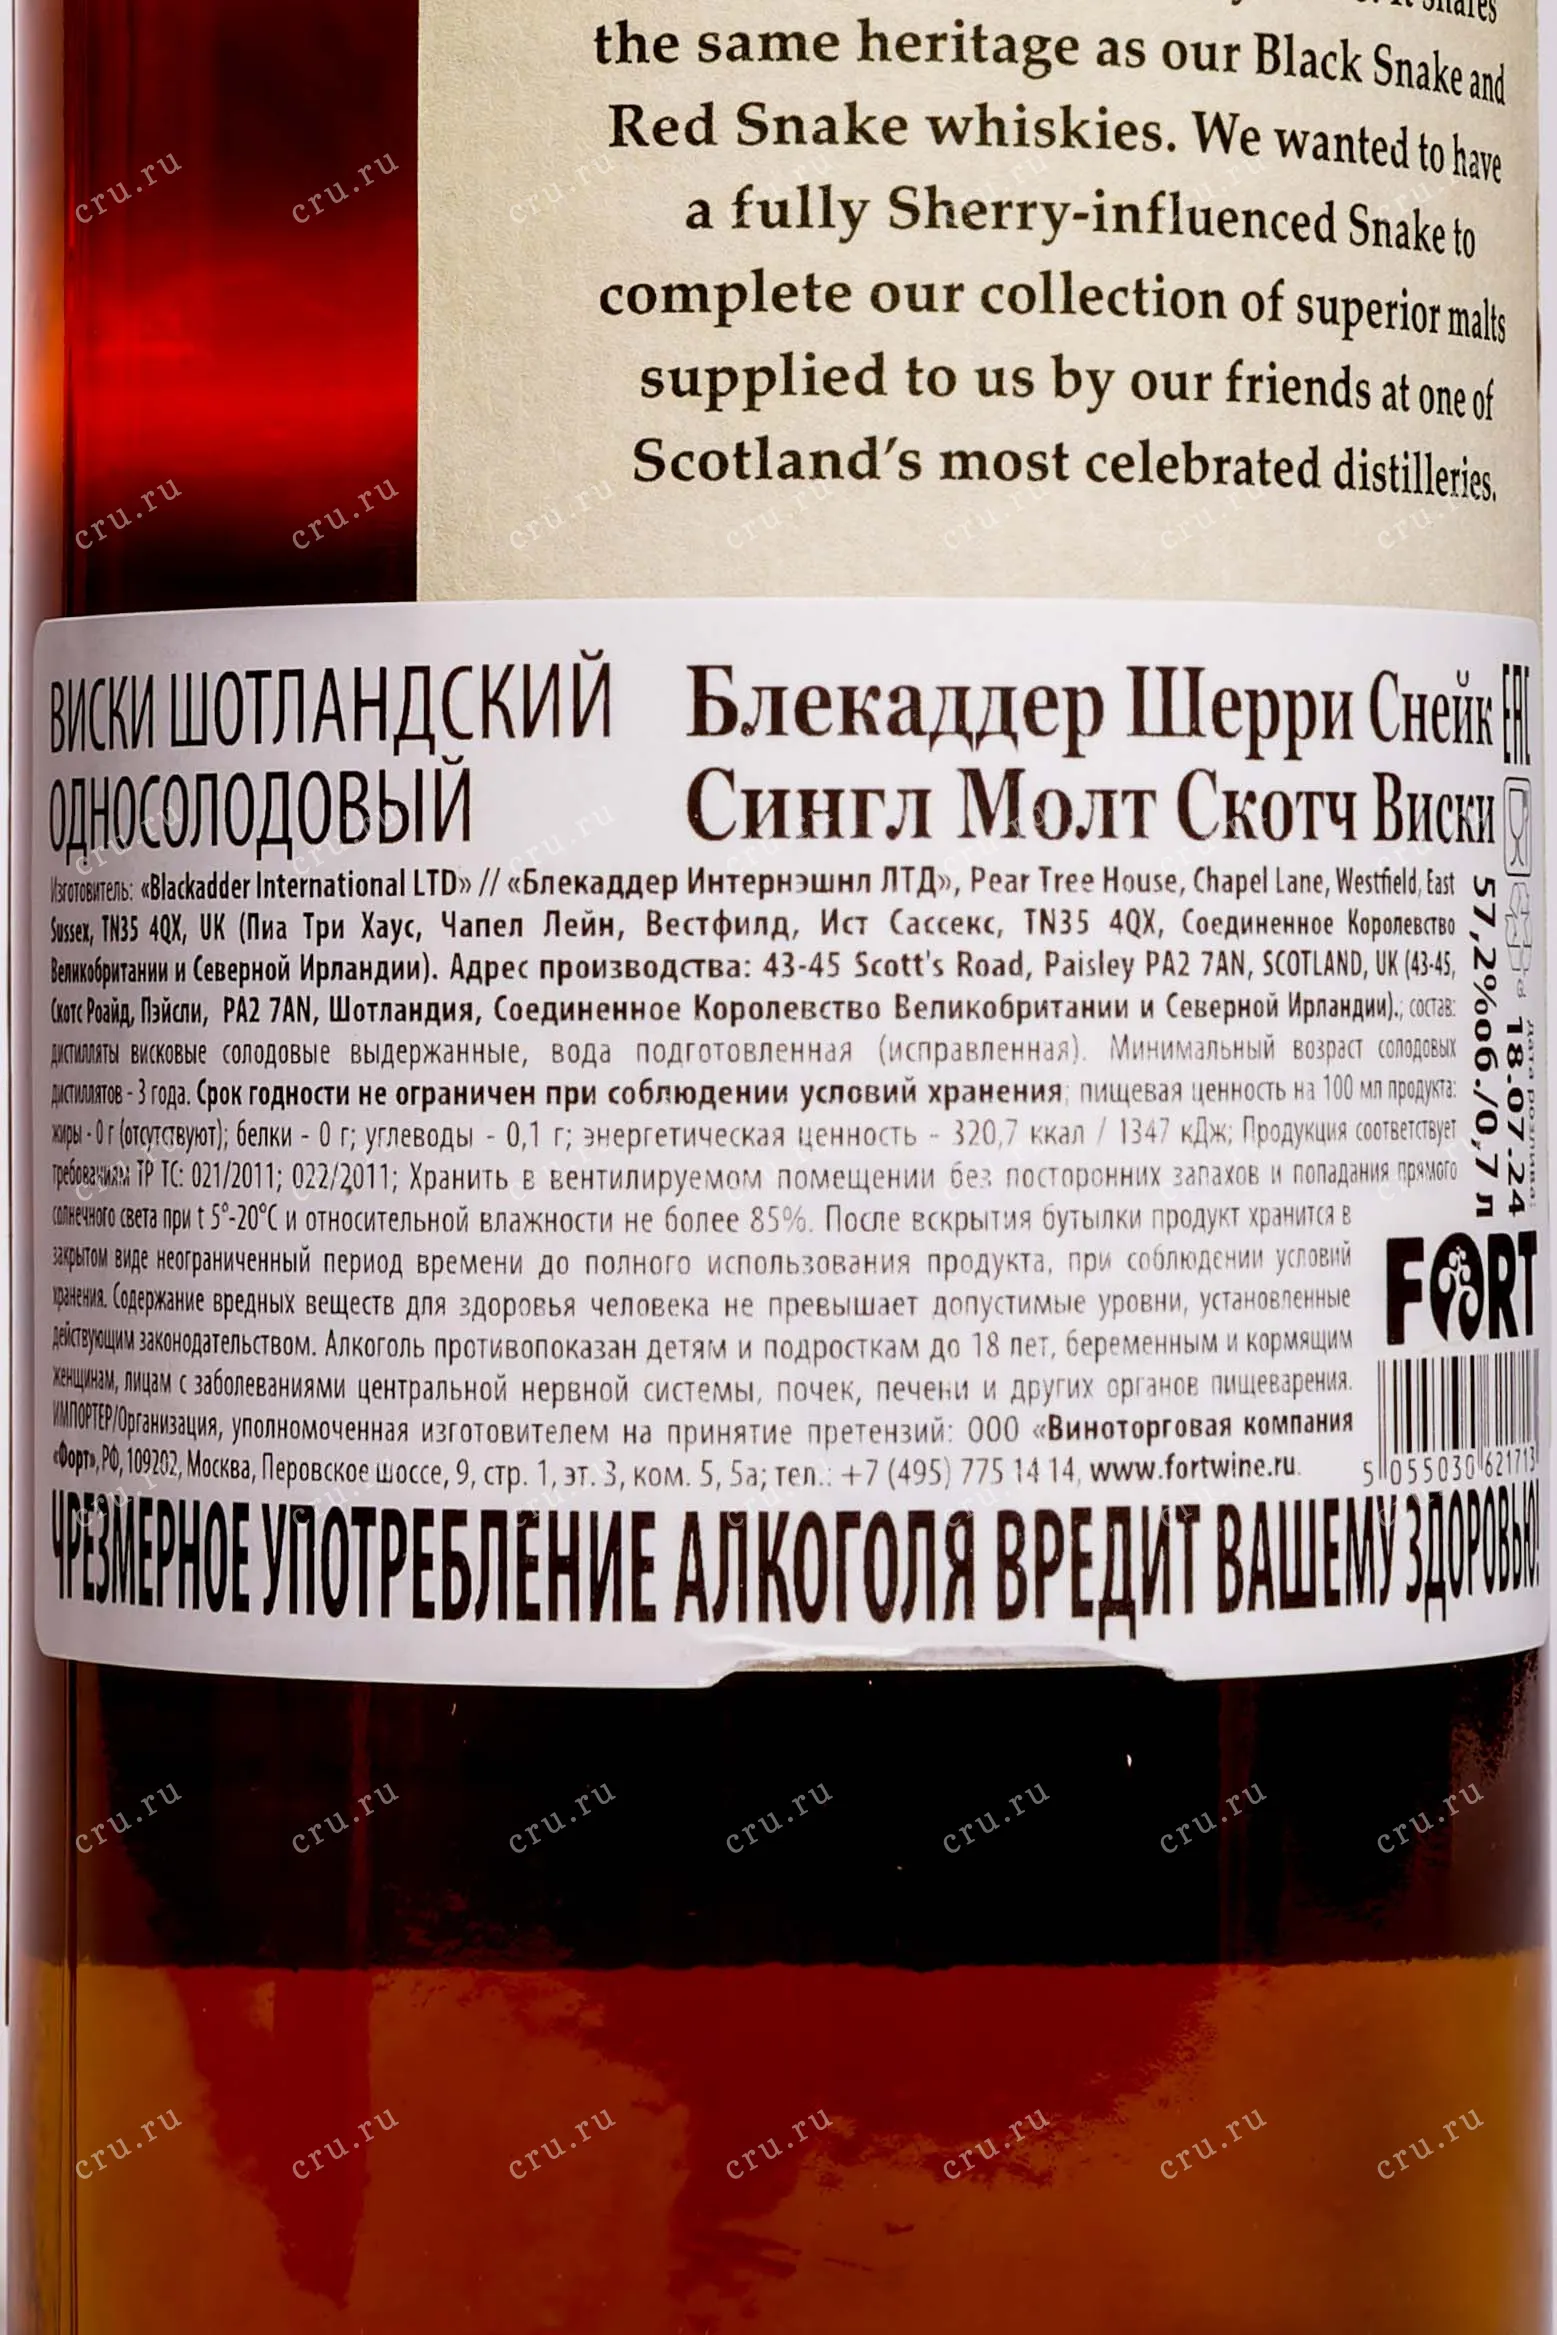 the same heritage as our Black Snake and
Red Snake whiskies. We wanted to have
a fully Sherry-influenced Snake to
complete our collection of superior malts
supplied to us by our friends at one of
Scotland's most celebrated distilleries.
ВИСКИ ШОТЛАНДСКИЙ
ОДНОСОЛОДОВЫЙ
Блекаддер Шерри Снейк
Сингл Молт Скотч Виски
Изготовитель: «Blackadder International LTD» // «Блекаддер Интернэшнл ЛТД», Pear Tree House, Chapel Lane, Westfield, East
Sussex, TN35 4QX, UK (Пиа Три Хаус, Чапел Лейн, Вестфилд, Ист Сассекс, TN35 4QX, Соединенное Королевство
Великобритании и Северной Ирландии). Адрес производства: 43-45 Scott's Road, Paisley PA2 7AN, SCOTLAND, UK (43-45,
Скотс Роайд, Пэйсли, PA2 7AN, Шотландия, Соединенное Королевство Великобритании и Северной Ирландии).; состав:
дистилляты висковые солодовые выдержанные, вода подготовленная (исправленная). Минимальный возраст солодовых
дистиллятов - 3 года. Срок годности не ограничен при соблюдении условий хранения; пищевая ценность на 100 мл продукта:
жиры - 0 г (отсутствуют); белки - 0 г; углеводы - 0,1 г; энергетическая ценность - 320,7 ккал / 1347 кДж; Продукция соответствует
требованиям ТР ТС: 021/2011; 022/2011; Хранить в вентилируемом помещении без посторонних запахов и попадания прямого
солнечного света при t 5°-20°C и относительной влажности не более 85%. После вскрытия бутылки продукт хранится в
закрытом виде неограниченный период времени до полного использования продукта, при соблюдении условий
хранения. Содержание вредных веществ для здоровья человека не превышает допустимые уровни, установленные
действующим законодательством. Алкоголь противопоказан детям и подросткам до 18 лет, беременным и кормящим
женщинам, лицам с заболеваниями центральной нервной системы, почек, печени и других органов пищеварения.
ИМПОРТЕР/Организация, уполномоченная изготовителем на принятие претензий: ООО «Виноторговая компания
«Форт», РФ, 109202, Москва, Перовское шоссе, 9, стр. 1, эт. 3, ком. 5, 5а; тел.: +7 (495) 775 14 14, www.fortwine.ru.
ЧРЕЗМЕРНОЕ УПОТРЕБЛЕНИЕ АЛКОГОЛЯ ВРЕДИТ ВАШЕМУ ЗДОРОВЬЮ!
EAC
57,2%об./0,7 л
дата розлива:
18.07.24
FORT
5 055030 621713
cru.ru